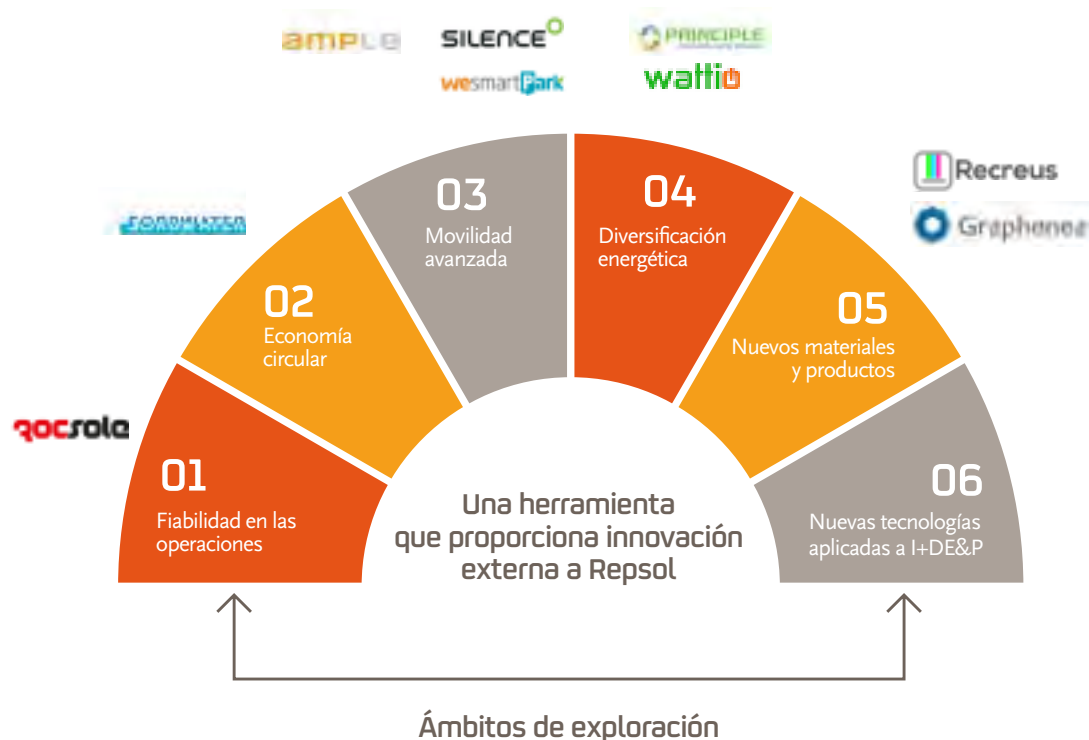 ampLe
SILENCE
PRINCIPLE
wesmartPark
wattio
Recreus
Graphenea
rocsole
01
Fiabilidad en las
operaciones
02
Economía
circular
03
Movilidad
avanzada
04
Diversificación
energética
05
Nuevos materiales
y productos
06
Nuevas tecnologías
aplicadas a I+DE&P
Una herramienta
que proporciona innovación
externa a Repsol
Ámbitos de exploración